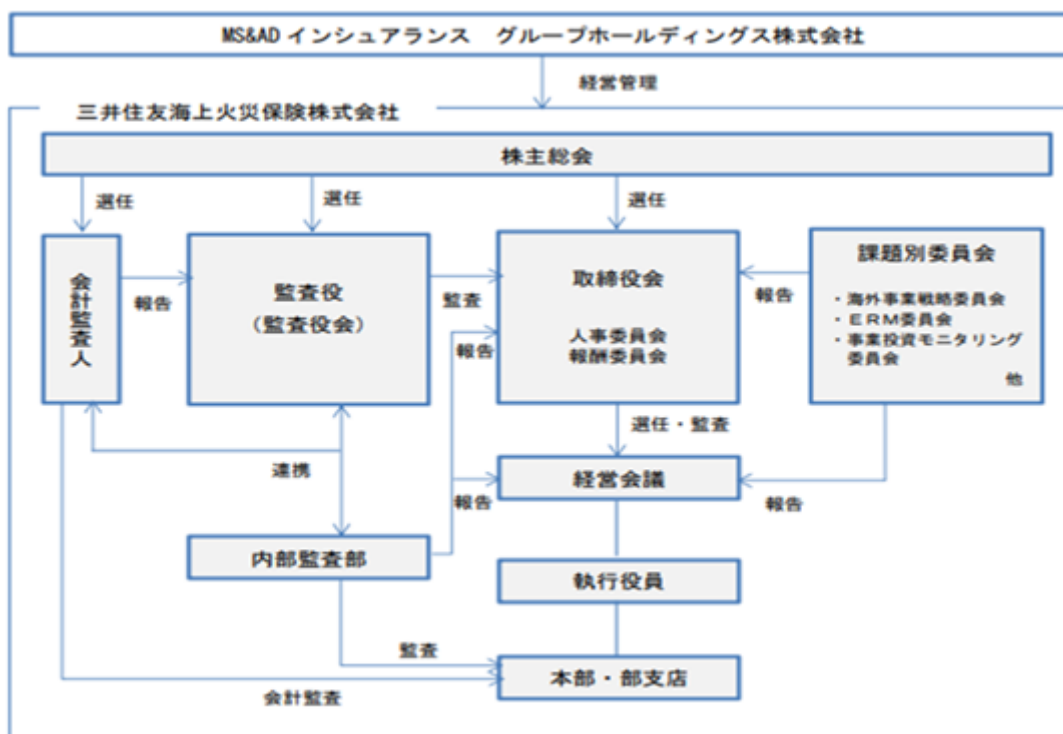 MS&AD インシュアランス グループホールディングス株式会社
経営管理
三井住友海上火災保険株式会社
株主総会
選任
選任
選任
会計監査人
報告
監査役
(監査役会)
監査
報告
取締役会
人事委員会
報酬委員会
報告
課題別委員会
・海外事業戦略委員会
・ERM委員会
・事業投資モニタリング
委員会
他
選任・監査
連携
報告
経営会議
報告
内部監査部
執行役員
監査
本部・部支店
会計監査